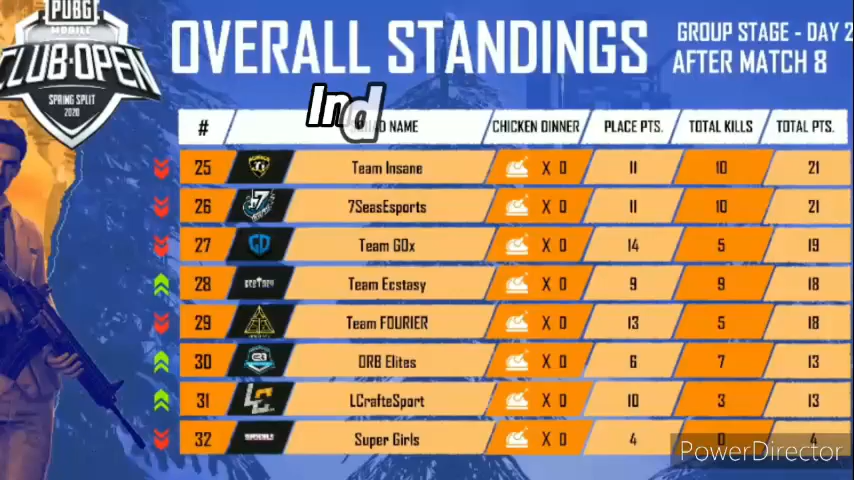 PUBG
MOBILE
CLUB OPEN
SPRING SPLIT
2020
OVERALL STANDINGS
GROUP STAGE - DAY 2
AFTER MATCH 8
Ind
# NAME CHICKEN DINNER PLACE PTS. TOTAL KILLS TOTAL PTS.
25 Team Insane X 0 11 10 21
26 7SeasEsports X 0 11 10 21
27 GD Team GOx X 0 14 5 19
28 Team Ecstasy X 0 9 9 18
29 Team FOURIER X 0 13 5 18
30 ORB Elites X 0 6 7 13
31 LC LCrafteSport X 0 10 3 13
32 Super Girls X 0 4 0 4
PowerDirector